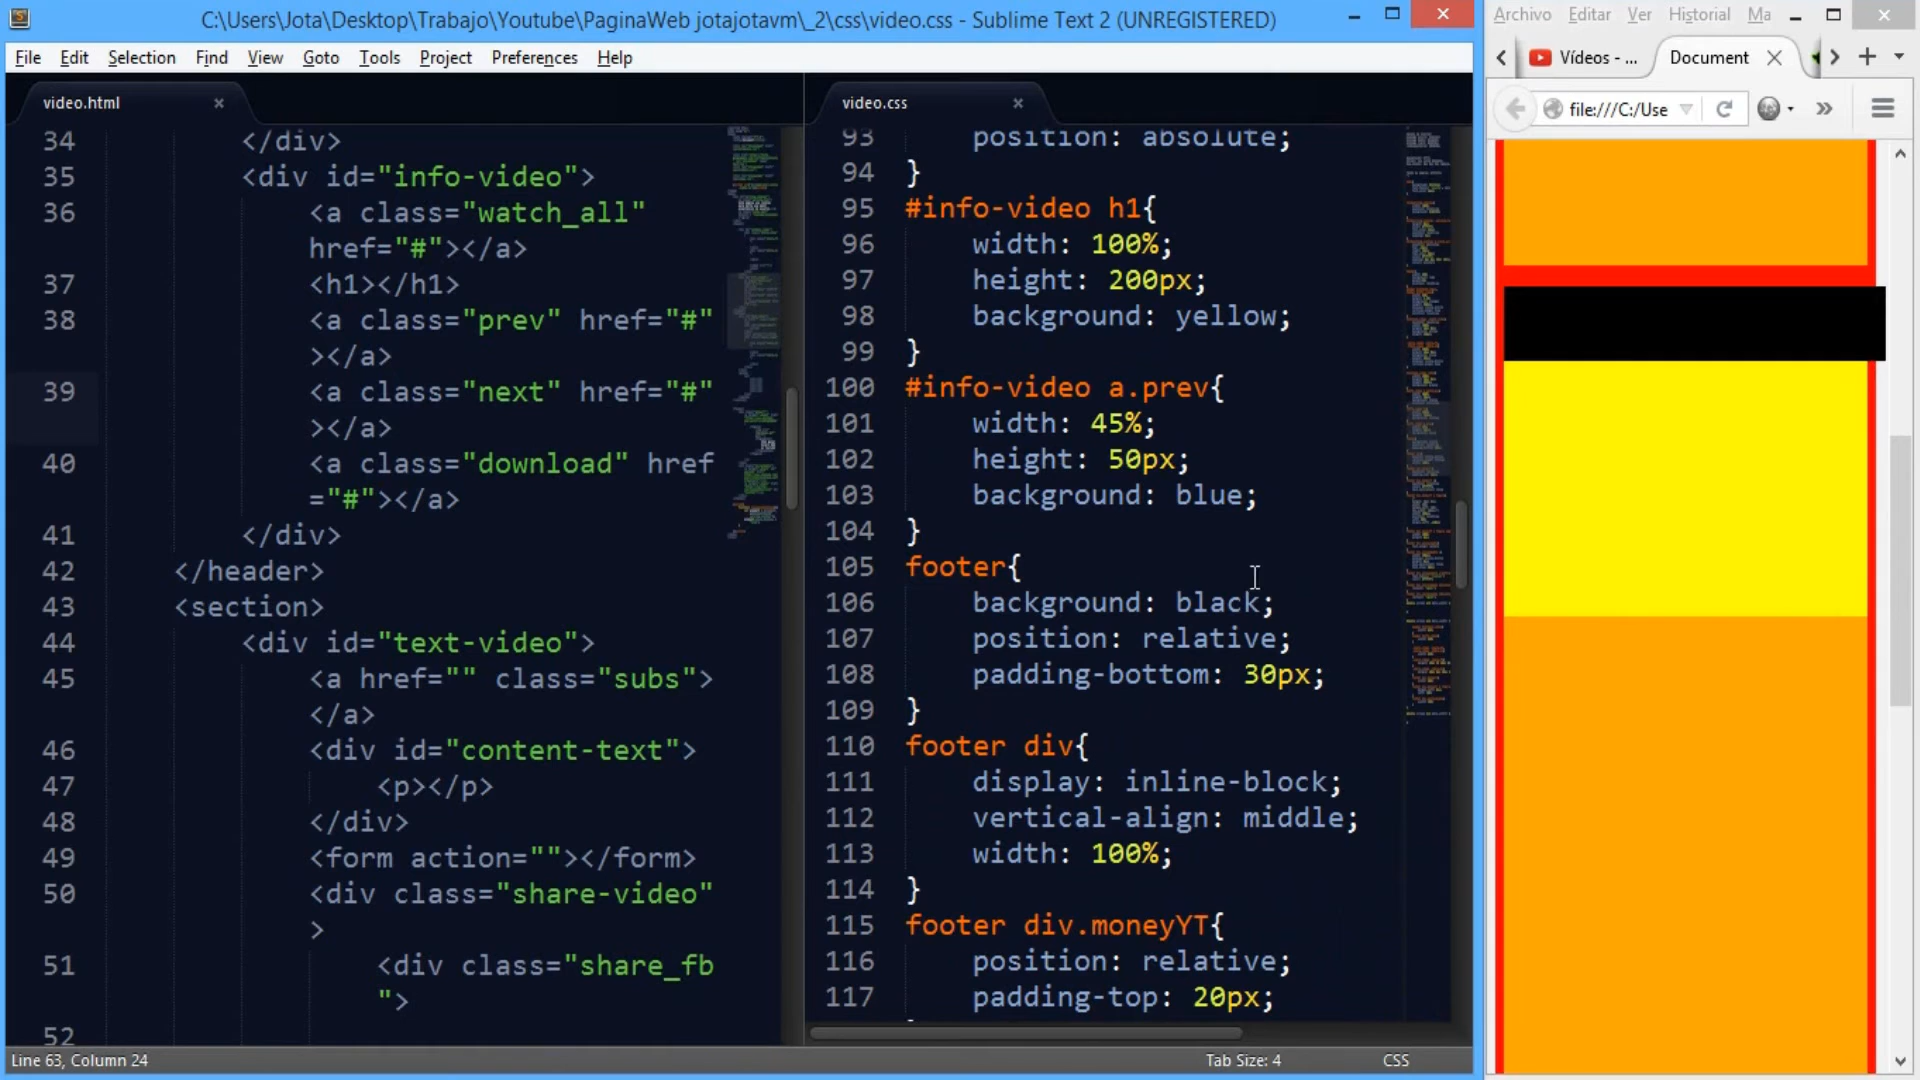 C:\Users\Jota\Desktop\Trabajo\Youtube\PaginaWeb jotajotavm\_2\css\video.css - Sublime Text 2 (UNREGISTERED)
File Edit Selection Find View Goto Tools Project Preferences Help
video.html
34 </div>
35 <div id="info-video">
36 <a class="watch_all"
href="#"></a>
37 <h1></h1>
38 <a class="prev" href="#"
></a>
39 <a class="next" href="#"
></a>
40 <a class="download" href
="#"></a>
41 </div>
42 </header>
43 <section>
44 <div id="text-video">
45 <a href="" class="subs">
</a>
46 <div id="content-text">
47 <p></p>
48 </div>
49 <form action=""></form>
50 <div class="share-video"
>
51 <div class="share_fb
">
52
video.css
93 position: absolute;
94 }
95 #info-video h1{
96 width: 100%;
97 height: 200px;
98 background: yellow;
99 }
100 #info-video a.prev{
101 width: 45%;
102 height: 50px;
103 background: blue;
104 }
105 footer{
106 background: black;
107 position: relative;
108 padding-bottom: 30px;
109 }
110 footer div{
111 display: inline-block;
112 vertical-align: middle;
113 width: 100%;
114 }
115 footer div.moneyYT{
116 position: relative;
117 padding-top: 20px;
Line 63, Column 24
Tab Size: 4
CSS
Archivo Editar Ver Historial Ma
Vídeos - ...
Document
file:///C:/Use